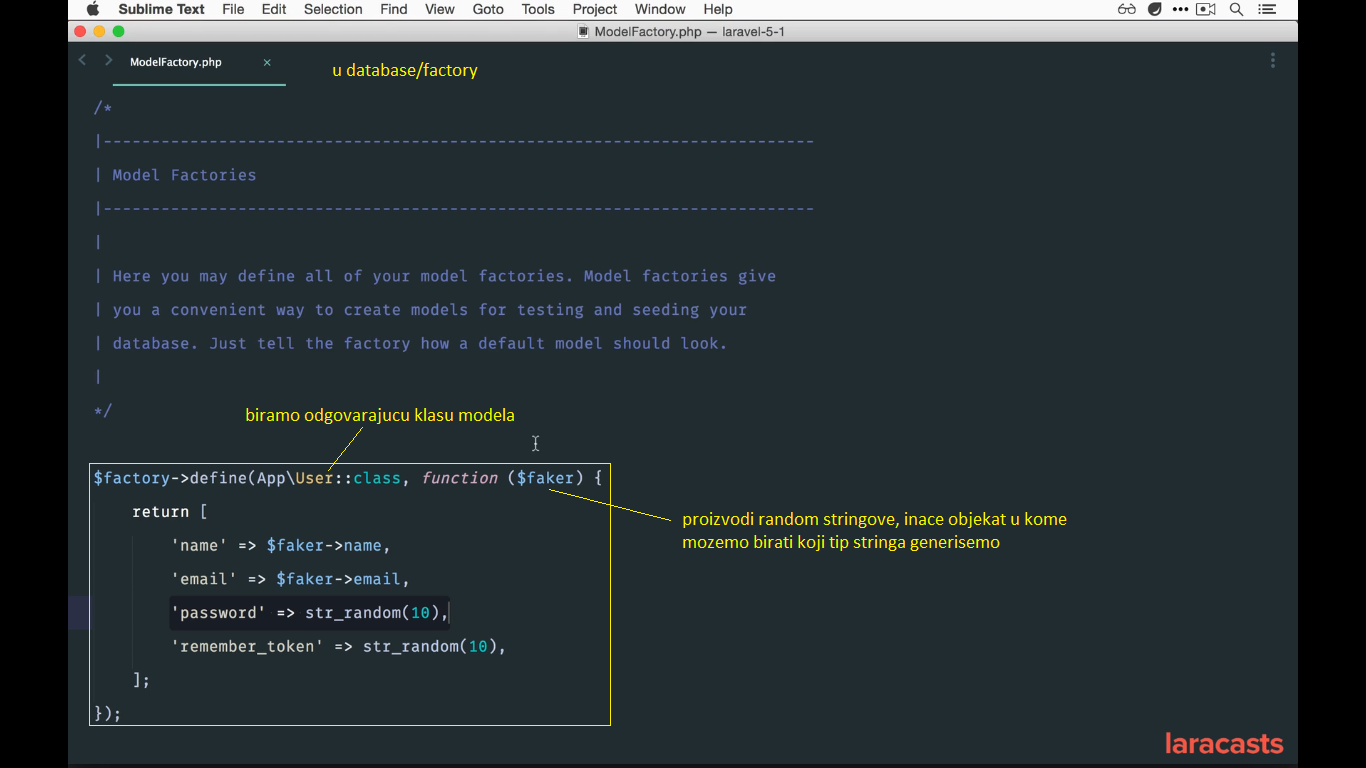 Sublime Text File Edit Selection Find View Goto Tools Project Window Help
ModelFactory.php — laravel-5-1
ModelFactory.php ×
u database/factory
/*
|--------------------------------------------------------------------------
| Model Factories
|--------------------------------------------------------------------------
|
| Here you may define all of your model factories. Model factories give
| you a convenient way to create models for testing and seeding your
| database. Just tell the factory how a default model should look.
|
*/
biramo odgovarajucu klasu modela
$factory->define(App\User::class, function ($faker) {
return [
'name' => $faker->name,
proizvodi random stringove, inace objekat u kome
mozemo birati koji tip stringa generisemo
'email' => $faker->email,
'password' => str_random(10),
'remember_token' => str_random(10),
];
});
laracasts